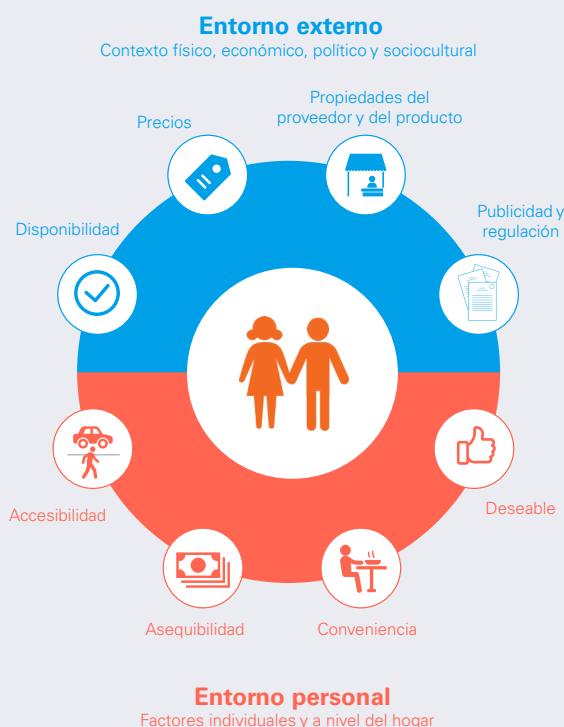 Entorno externo
Contexto físico, económico, político y sociocultural
Propiedades del
proveedor y del producto
Precios
Publicidad y
regulación
Disponibilidad
Accesibilidad
Deseable
Asequibilidad
Conveniencia
Entorno personal
Factores individuales y a nivel del hogar